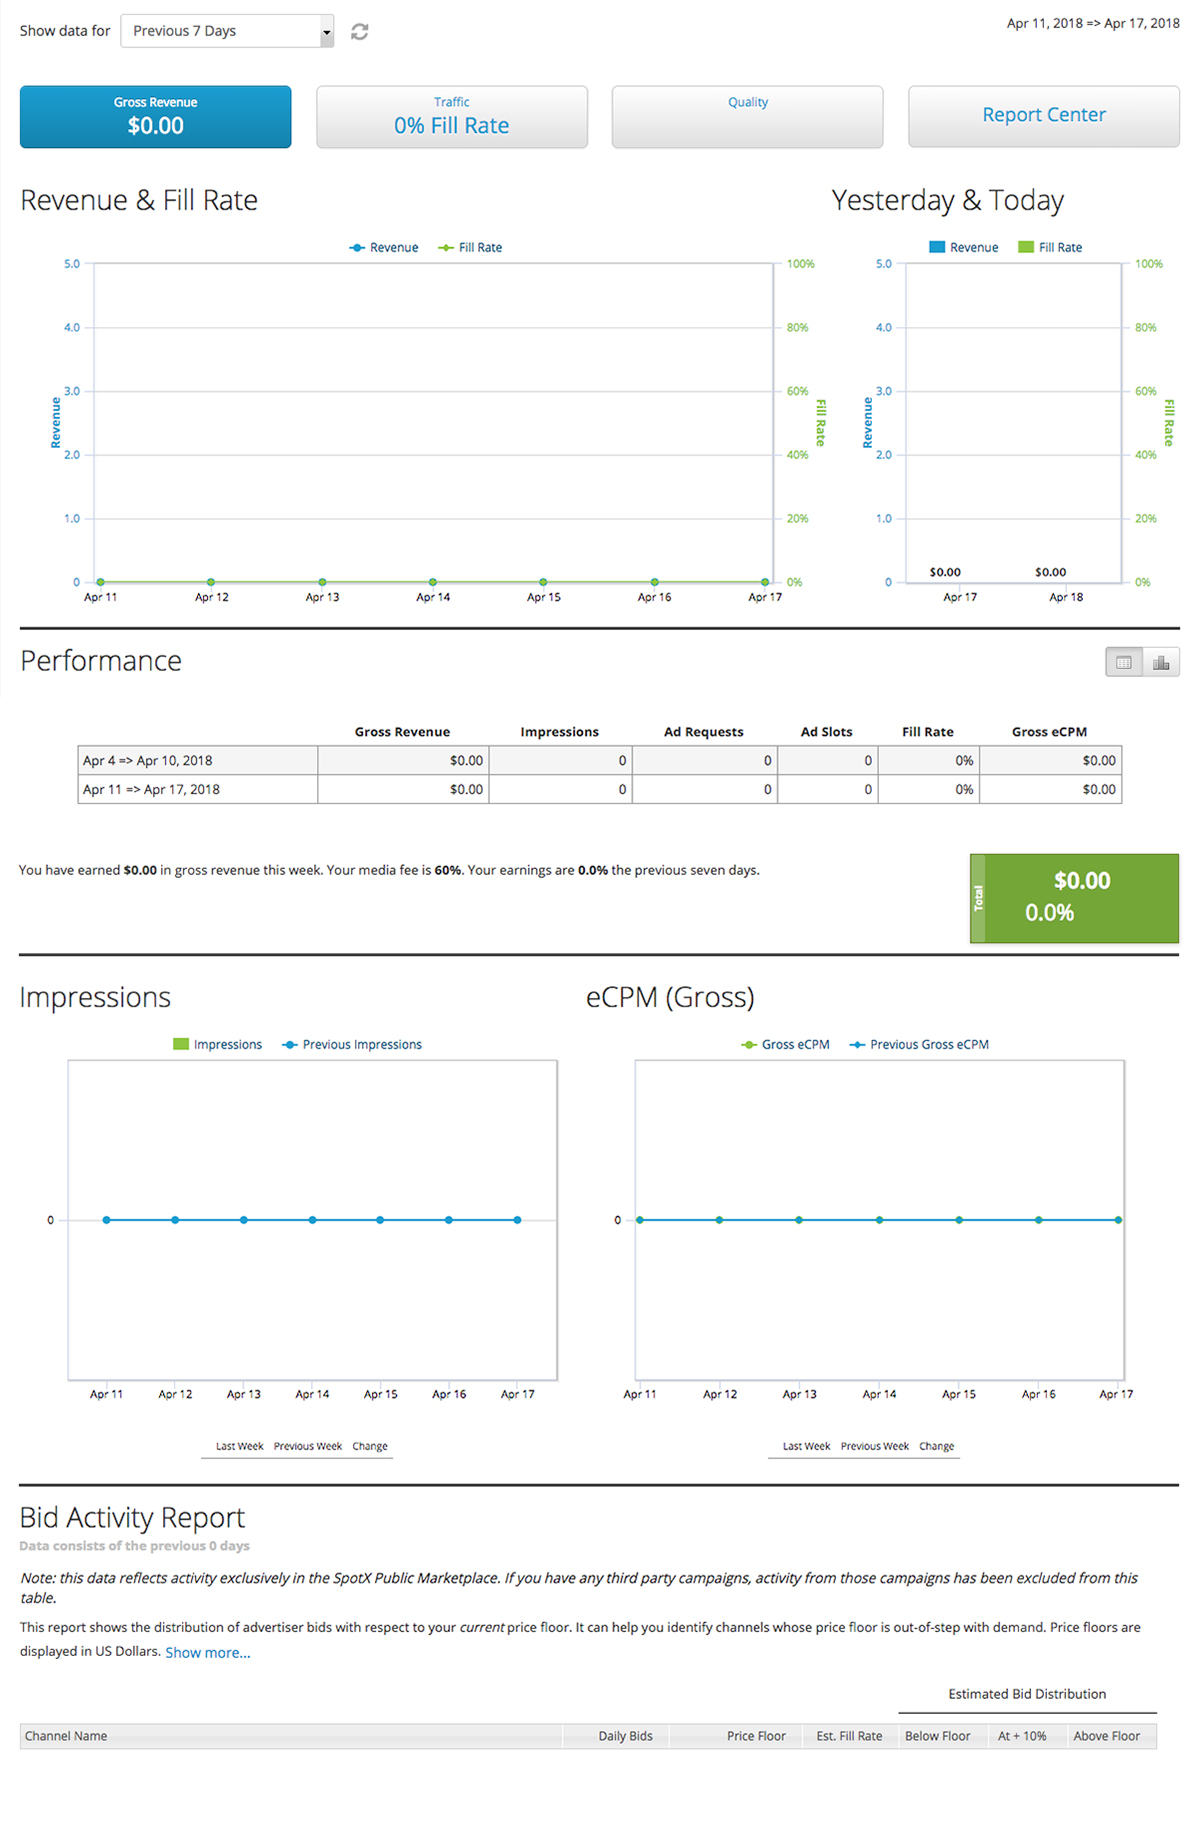 Show data for Previous 7 Days
Apr 11, 2018 => Apr 17, 2018
Gross Revenue
$0.00
Traffic
0% Fill Rate
Quality
Report Center
Revenue & Fill Rate
Revenue Fill Rate
5.0
4.0
3.0
2.0
1.0
0
Revenue
100%
80%
60%
40%
20%
0%
Fill Rate
Apr 11 Apr 12 Apr 13 Apr 14 Apr 15 Apr 16 Apr 17
Yesterday & Today
Revenue Fill Rate
5.0
4.0
3.0
2.0
1.0
0
Revenue
100%
80%
60%
40%
20%
0%
Fill Rate
$0.00 $0.00
Apr 17 Apr 18
Performance
Gross Revenue Impressions Ad Requests Ad Slots Fill Rate Gross eCPM
Apr 4 => Apr 10, 2018 $0.00 0 0 0 0% $0.00
Apr 11 => Apr 17, 2018 $0.00 0 0 0 0% $0.00
You have earned $0.00 in gross revenue this week. Your media fee is 60%. Your earnings are 0.0% the previous seven days.
Total
$0.00
0.0%
Impressions
Impressions Previous Impressions
0
Apr 11 Apr 12 Apr 13 Apr 14 Apr 15 Apr 16 Apr 17
Last Week Previous Week Change
eCPM (Gross)
Gross eCPM Previous Gross eCPM
0
Apr 11 Apr 12 Apr 13 Apr 14 Apr 15 Apr 16 Apr 17
Last Week Previous Week Change
Bid Activity Report
Data consists of the previous 0 days
Note: this data reflects activity exclusively in the SpotX Public Marketplace. If you have any third party campaigns, activity from those campaigns has been excluded from this
table.
This report shows the distribution of advertiser bids with respect to your current price floor. It can help you identify channels whose price floor is out-of-step with demand. Price floors are
displayed in US Dollars. Show more...
Estimated Bid Distribution
Channel Name Daily Bids Price Floor Est. Fill Rate Below Floor At + 10% Above Floor